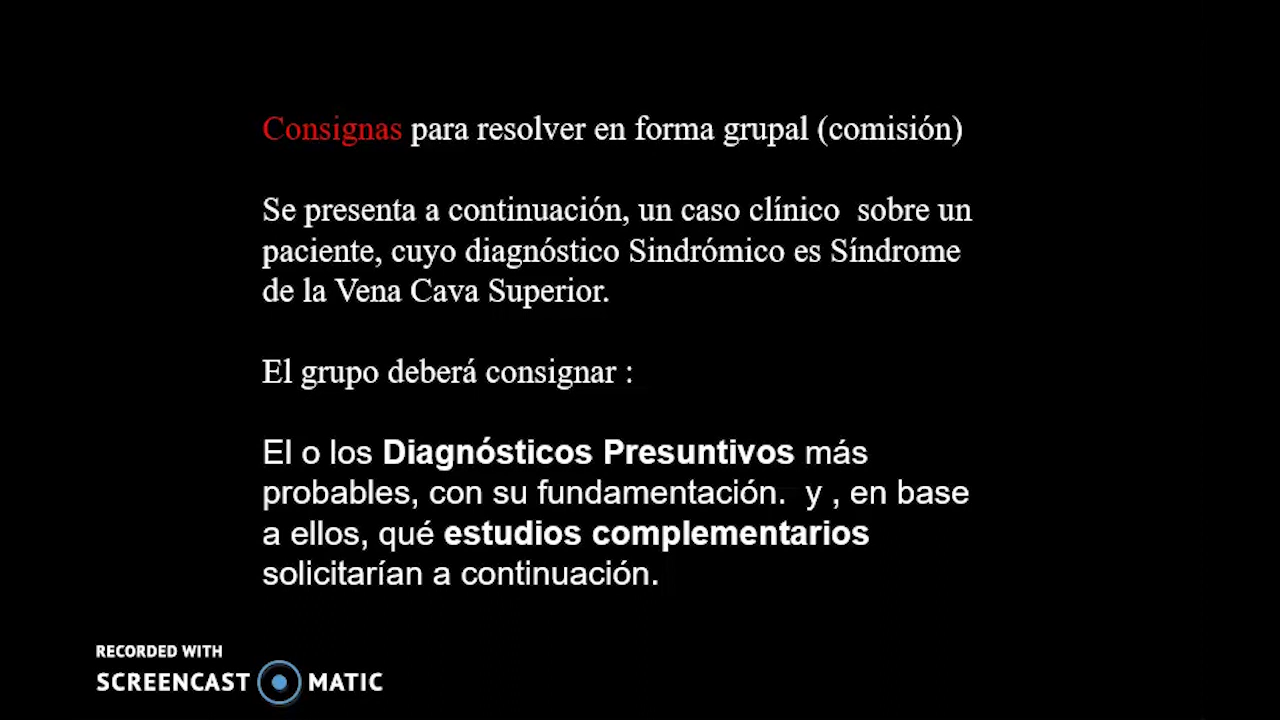 Consignas para resolver en forma grupal (comisión)
Se presenta a continuación, un caso clínico  sobre un
paciente, cuyo diagnóstico Sindrómico es Síndrome
de la Vena Cava Superior.
El grupo deberá consignar :
El o los Diagnósticos Presuntivos más
probables, con su fundamentación.  y , en base
a ellos, qué estudios complementarios
solicitarían a continuación.
RECORDED WITH
SCREENCAST MATIC